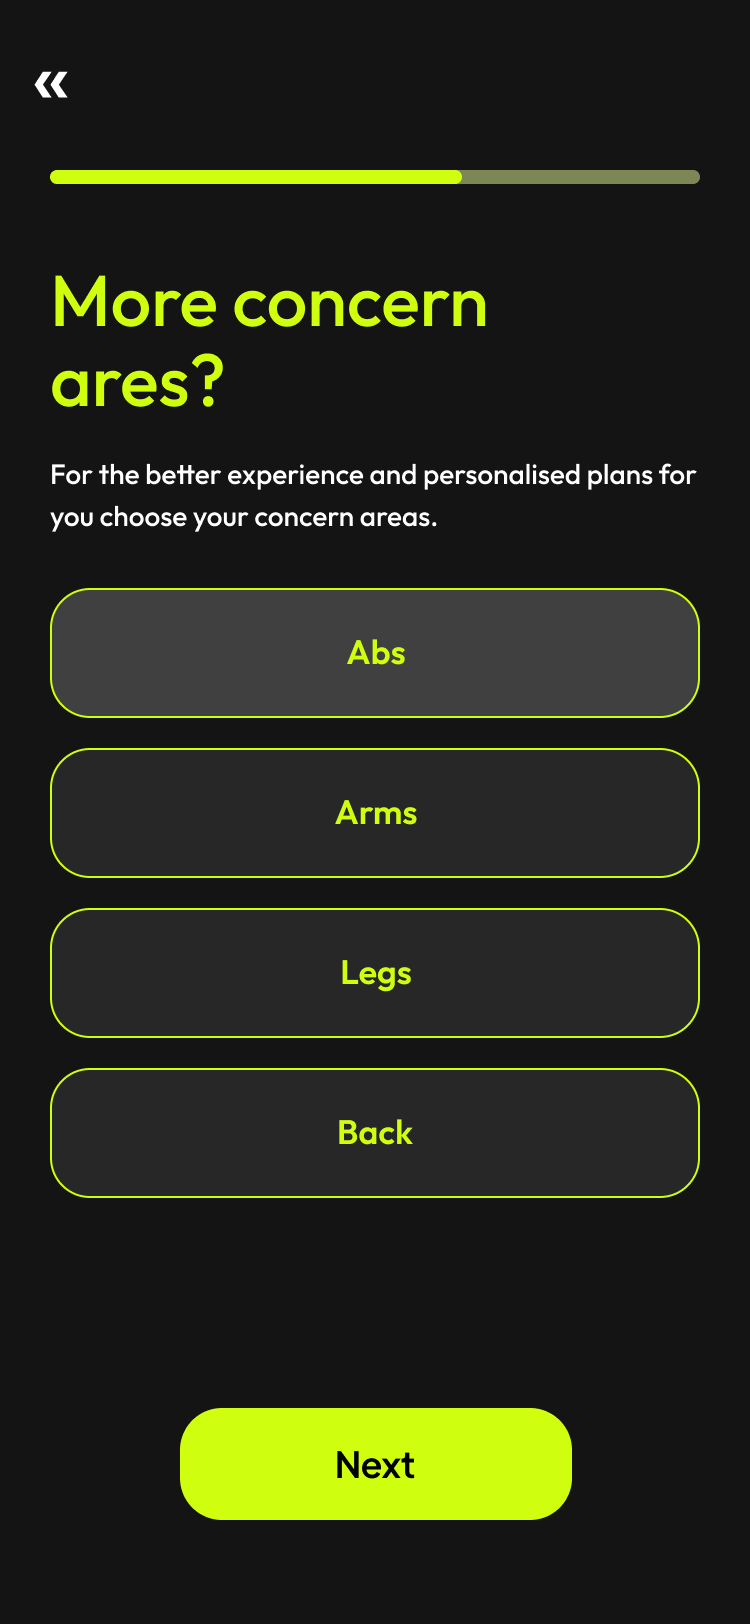 More concern
ares?
For the better experience and personalised plans for
you choose your concern areas.
Abs
Arms
Legs
Back
Next